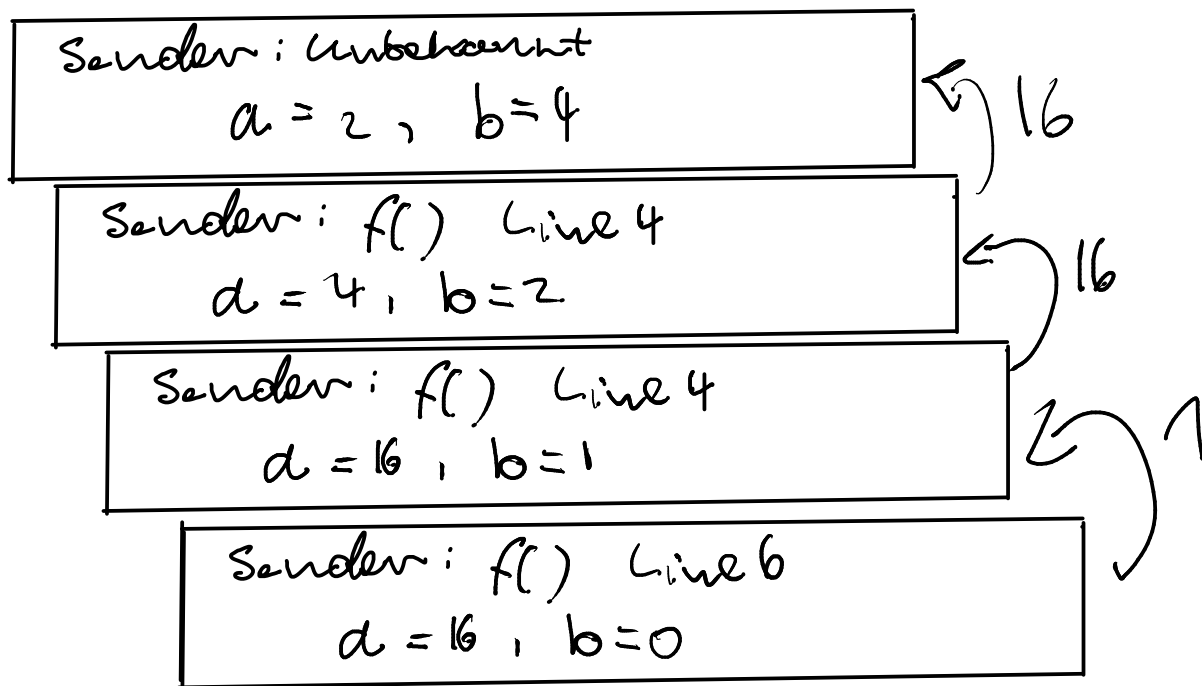 Sender: Unbekannt
a = 2, b = 4
16
Sender: f() Line 4
a = 4, b = 2
16
Sender: f() Line 4
a = 16, b = 1
1
Sender: f() Line 6
a = 16, b = 0